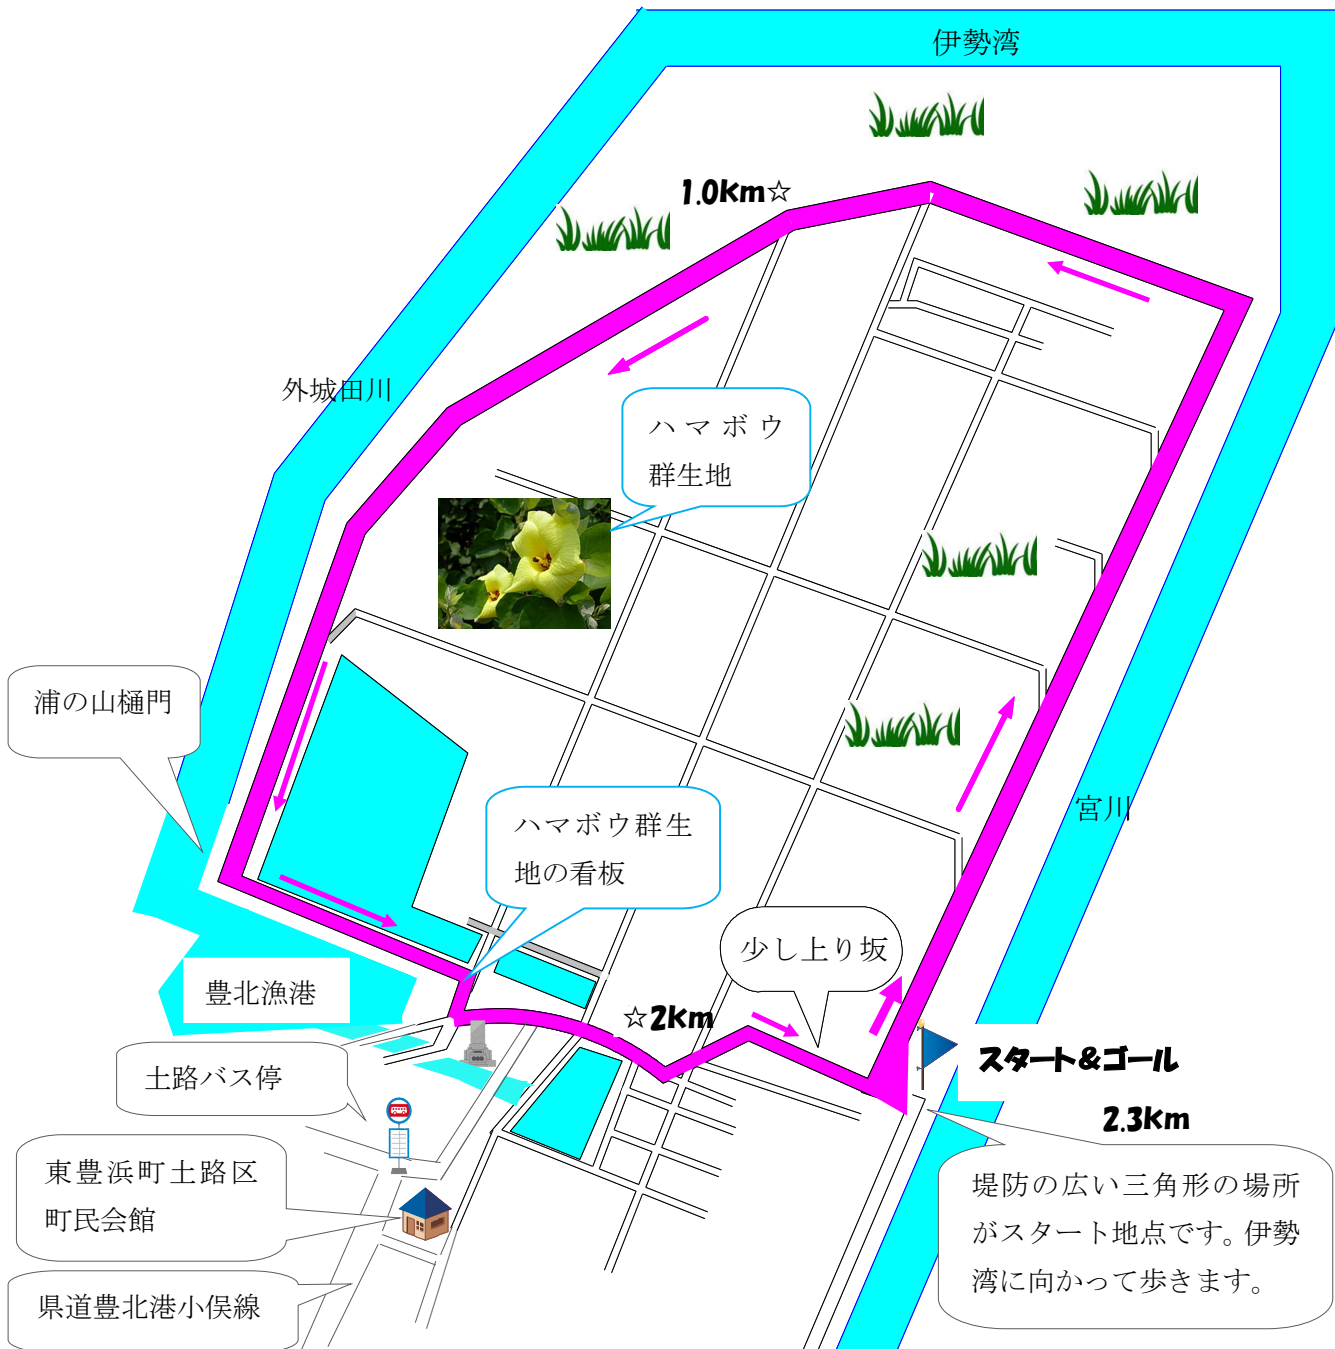 伊勢湾
1.0km☆
外城田川
ハマボウ
群生地
浦の山樋門
ハマボウ群生
地の看板
宮川
少し上り坂
豊北漁港
☆2km
スタート&ゴール
土路バス停
2.3km
東豊浜町土路区
町民会館
堤防の広い三角形の場所
がスタート地点です。伊勢
湾に向かって歩きます。
県道豊北港小俣線